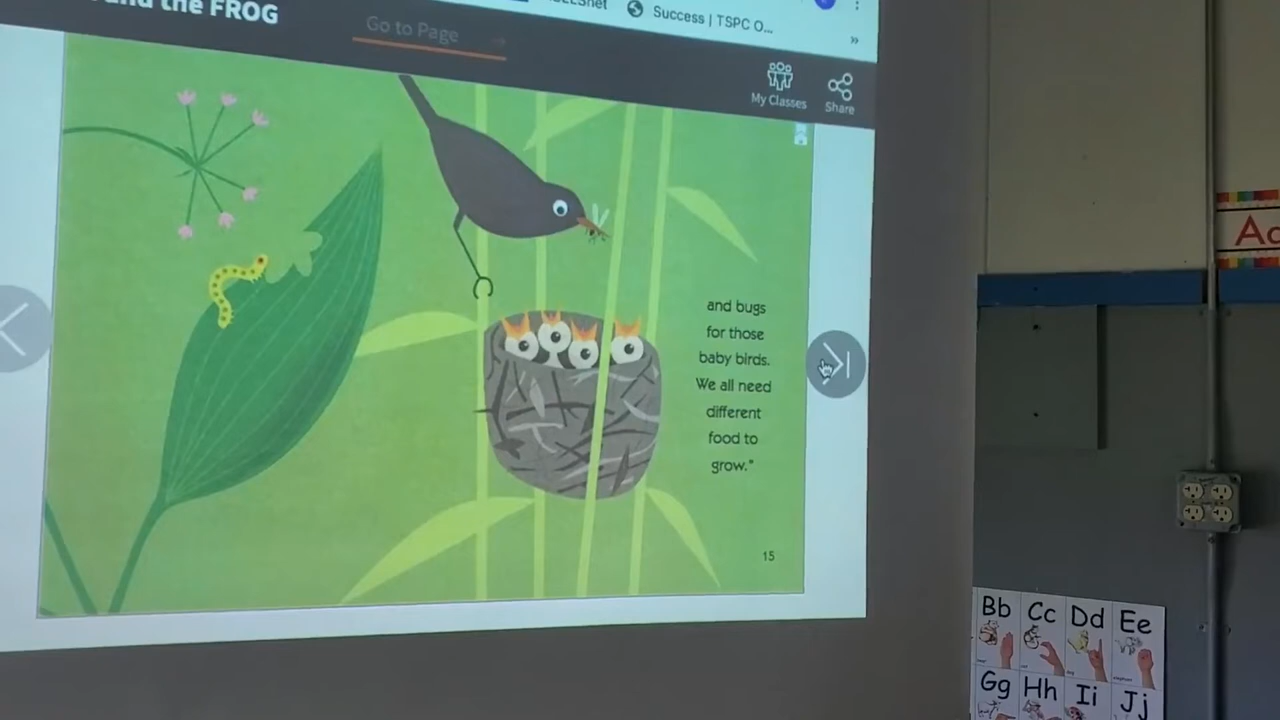 the FROG
Go to Page
Success | TSPC O...
»
My Classes
Share
and bugs
for those
baby birds.
We all need
different
food to
grow."
15
Ac
Bb Cc Dd Ee
Gg Hh Ii Jj